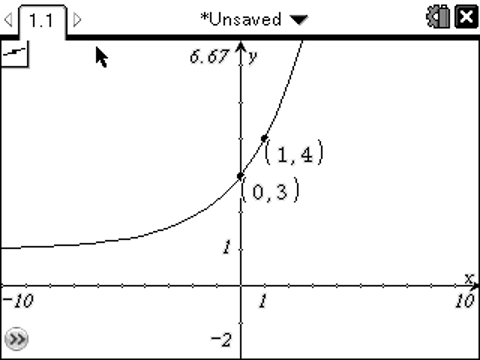 1.1 *Unsaved
6.67 y
(1,4)
(0,3)
1
x
-10 1 10
-2